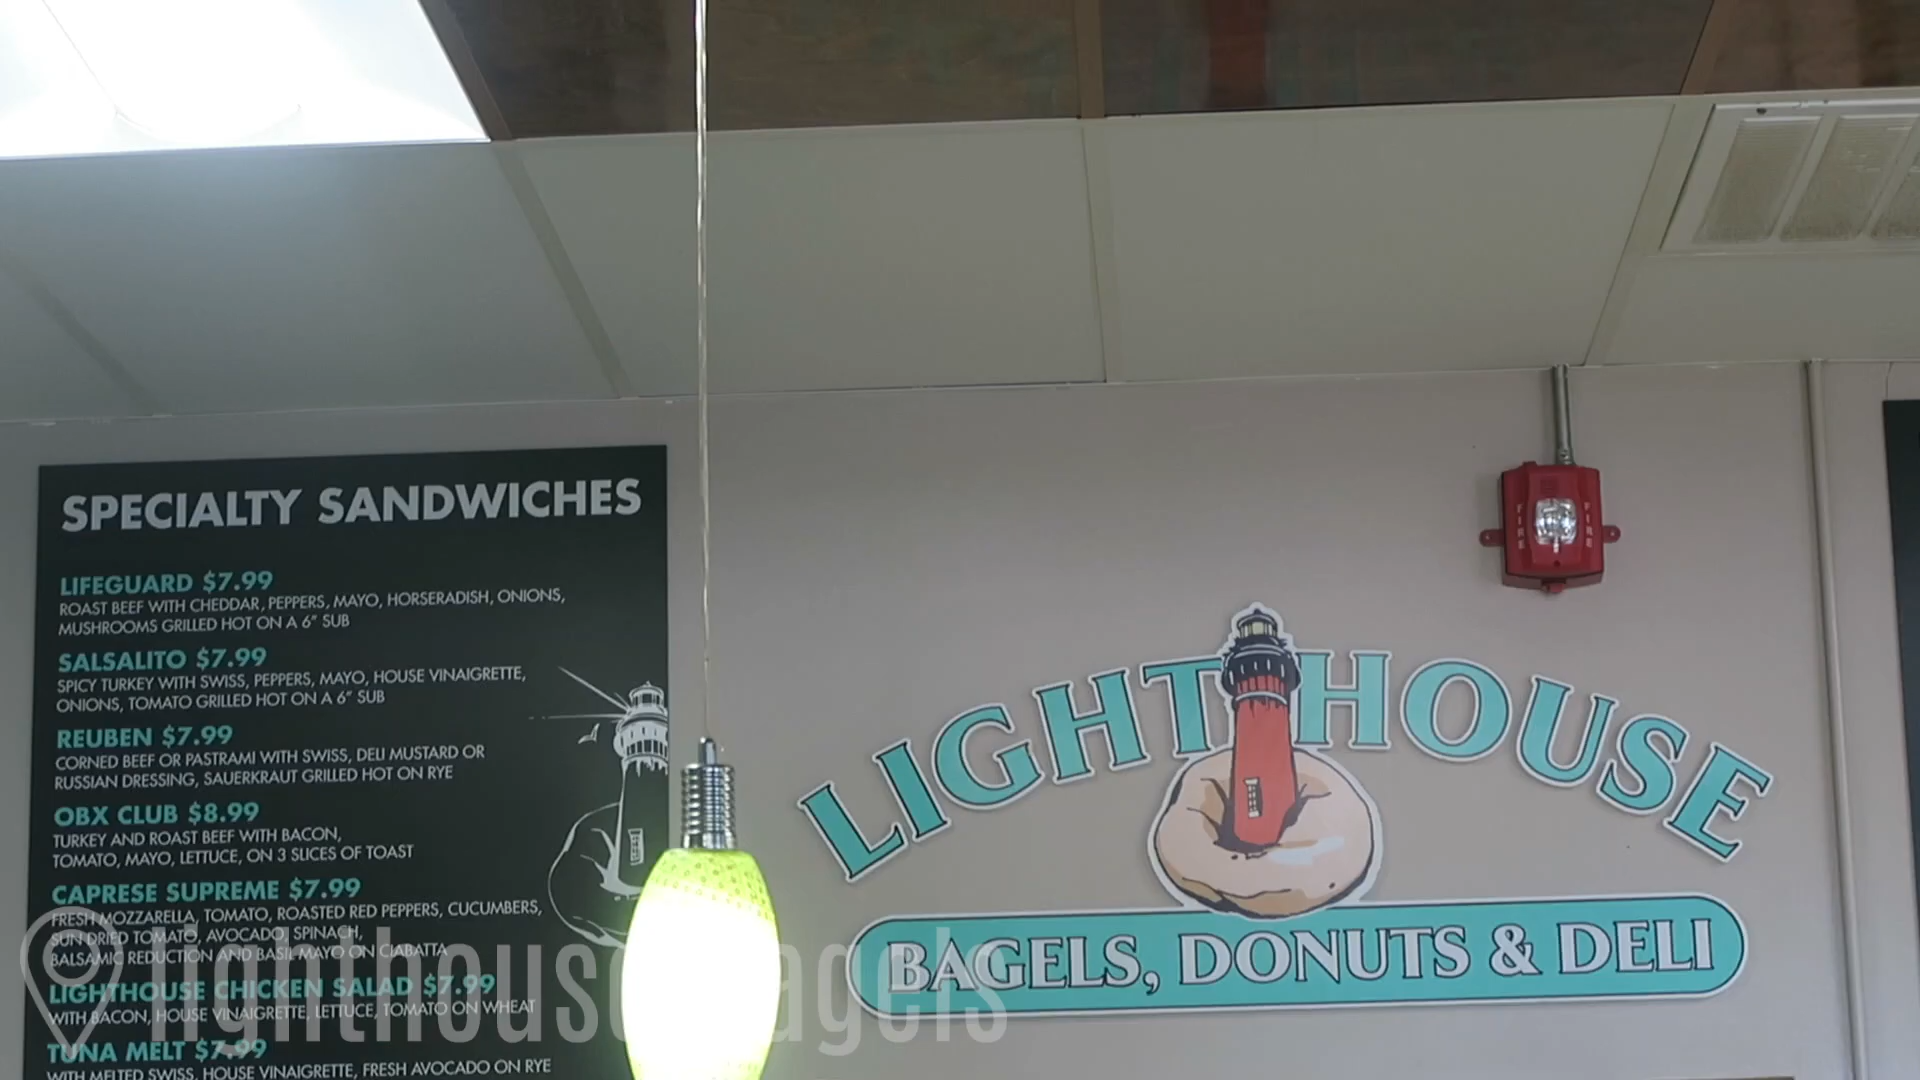 SPECIALTY SANDWICHES
LIFEGUARD $7.99
ROAST BEEF WITH CHEDDAR, PEPPERS, MAYO, HORSERADISH, ONIONS,
MUSHROOMS GRILLED HOT ON A 6" SUB
SALSALITO $7.99
SPICY TURKEY WITH SWISS, PEPPERS, MAYO, HOUSE VINAIGRETTE,
ONIONS, TOMATO GRILLED HOT ON A 6" SUB
REUBEN $7.99
CORNED BEEF OR PASTRAMI WITH SWISS, DELI MUSTARD OR
RUSSIAN DRESSING, SAUERKRAUT GRILLED HOT ON RYE
OBX CLUB $8.99
TURKEY AND ROAST BEEF WITH BACON,
TOMATO, MAYO, LETTUCE, ON 3 SLICES OF TOAST
CAPRESE SUPREME $7.99
FRESH MOZZARELLA, TOMATO, ROASTED RED PEPPERS, CUCUMBERS,
SUN DRIED TOMATO, AVOCADO, SPINACH,
BALSAMIC REDUCTION AND BASIL MAYO ON CIABATTA
LIGHTHOUSE CHICKEN SALAD $7.99
WITH BACON, HOUSE VINAIGRETTE, LETTUCE, TOMATO ON WHEAT
TUNA MELT $7.99
WITH MELTED SWISS, HOUSE VINAIGRETTE, FRESH AVOCADO ON RYE
FIRE
FIRE
LIGHTHOUSE
BAGELS, DONUTS & DELI
lighthouse bagels